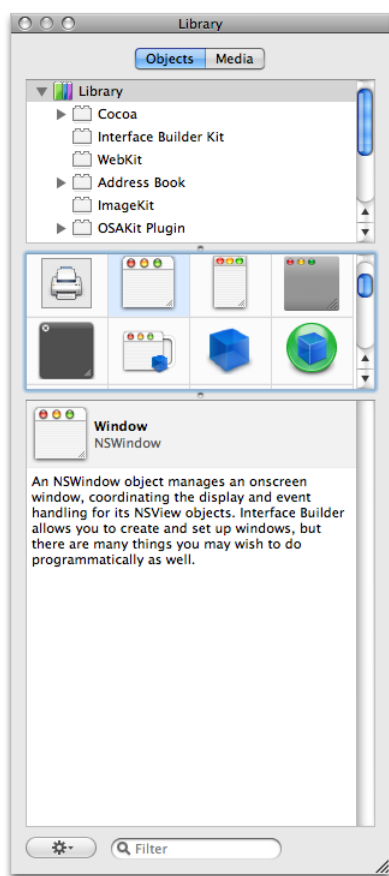 Library
Objects Media
Library
Cocoa
Interface Builder Kit
WebKit
Address Book
ImageKit
OSAKit Plugin
Window
NSWindow
An NSWindow object manages an onscreen
window, coordinating the display and event
handling for its NSView objects. Interface Builder
allows you to create and set up windows, but
there are many things you may wish to do
programmatically as well.
Filter